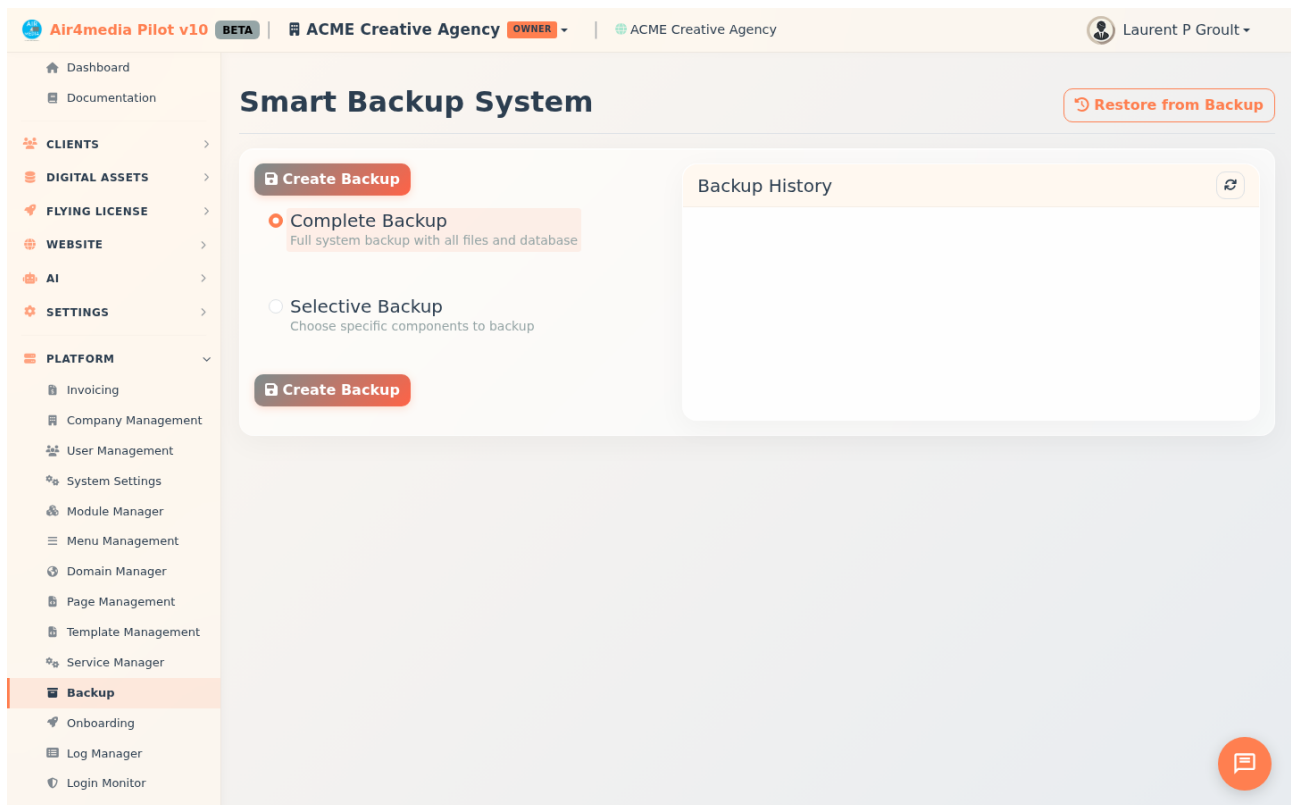 Air4media Pilot v10 BETA | ACME Creative Agency OWNER | ACME Creative Agency Laurent P Groult
Dashboard
Documentation
CLIENTS
DIGITAL ASSETS
FLYING LICENSE
WEBSITE
AI
SETTINGS
PLATFORM
Invoicing
Company Management
User Management
System Settings
Module Manager
Menu Management
Domain Manager
Page Management
Template Management
Service Manager
Backup
Onboarding
Log Manager
Login Monitor
Smart Backup System
Restore from Backup
Create Backup
Complete Backup
Full system backup with all files and database
Selective Backup
Choose specific components to backup
Create Backup
Backup History